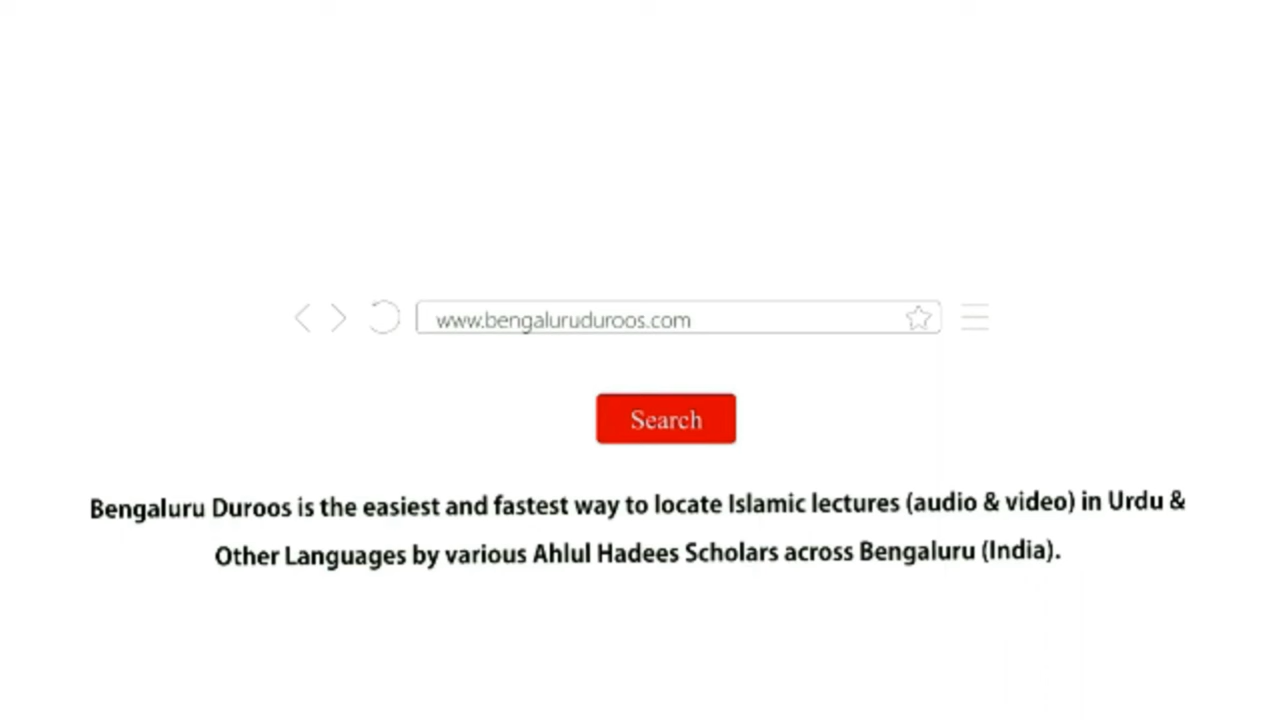 www.bengaluruduroos.com
Search
Bengaluru Duroos is the easiest and fastest way to locate Islamic lectures (audio & video) in Urdu &
Other Languages by various Ahlul Hadees Scholars across Bengaluru (India).